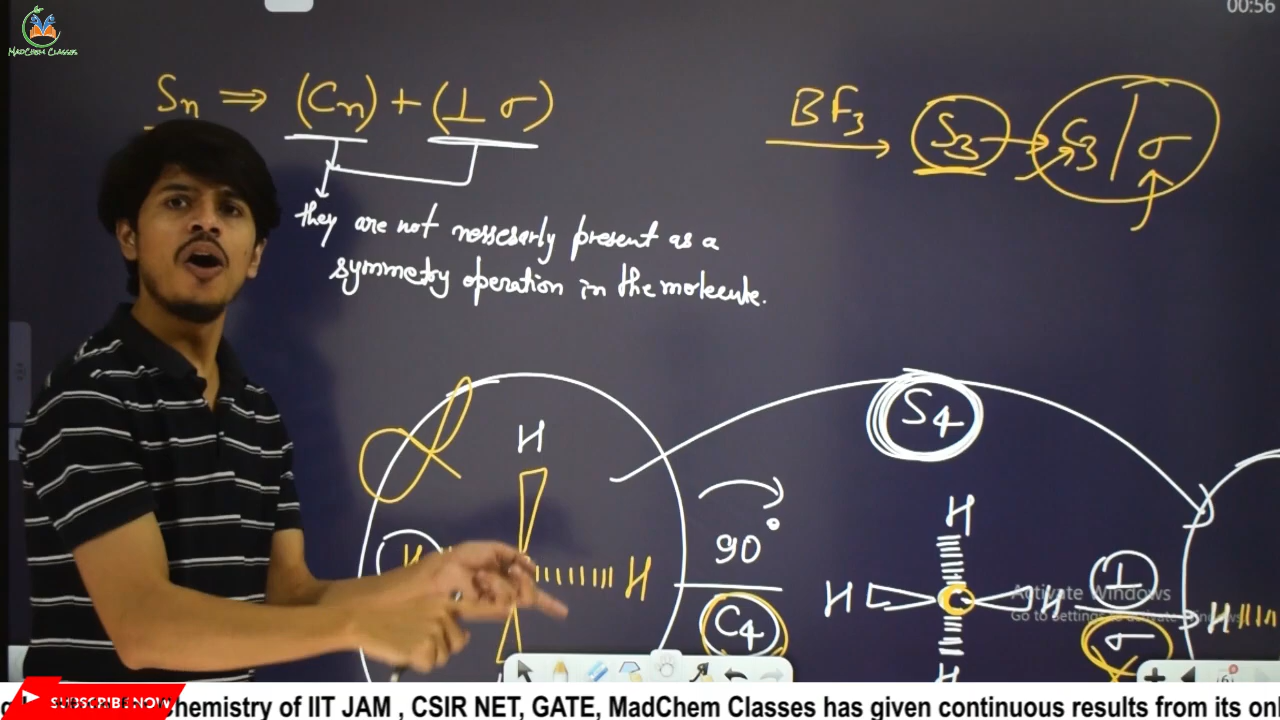 00:56
MADCHEM CLASSES
Sn ⇒ (Cn) + (⊥ σ)
BF3
S3 → C3 / σ
they are not nessesarly present as a
symmetry operation in the molecule.
S4
H
H
90°
H
H
C
H
⊥
C4
σ
H
Activate Windows
Go to Settings to activate Windows.
SUBSCRIBE NOW
hemistry of IIT JAM , CSIR NET, GATE, MadChem Classes has given continuous results from its on